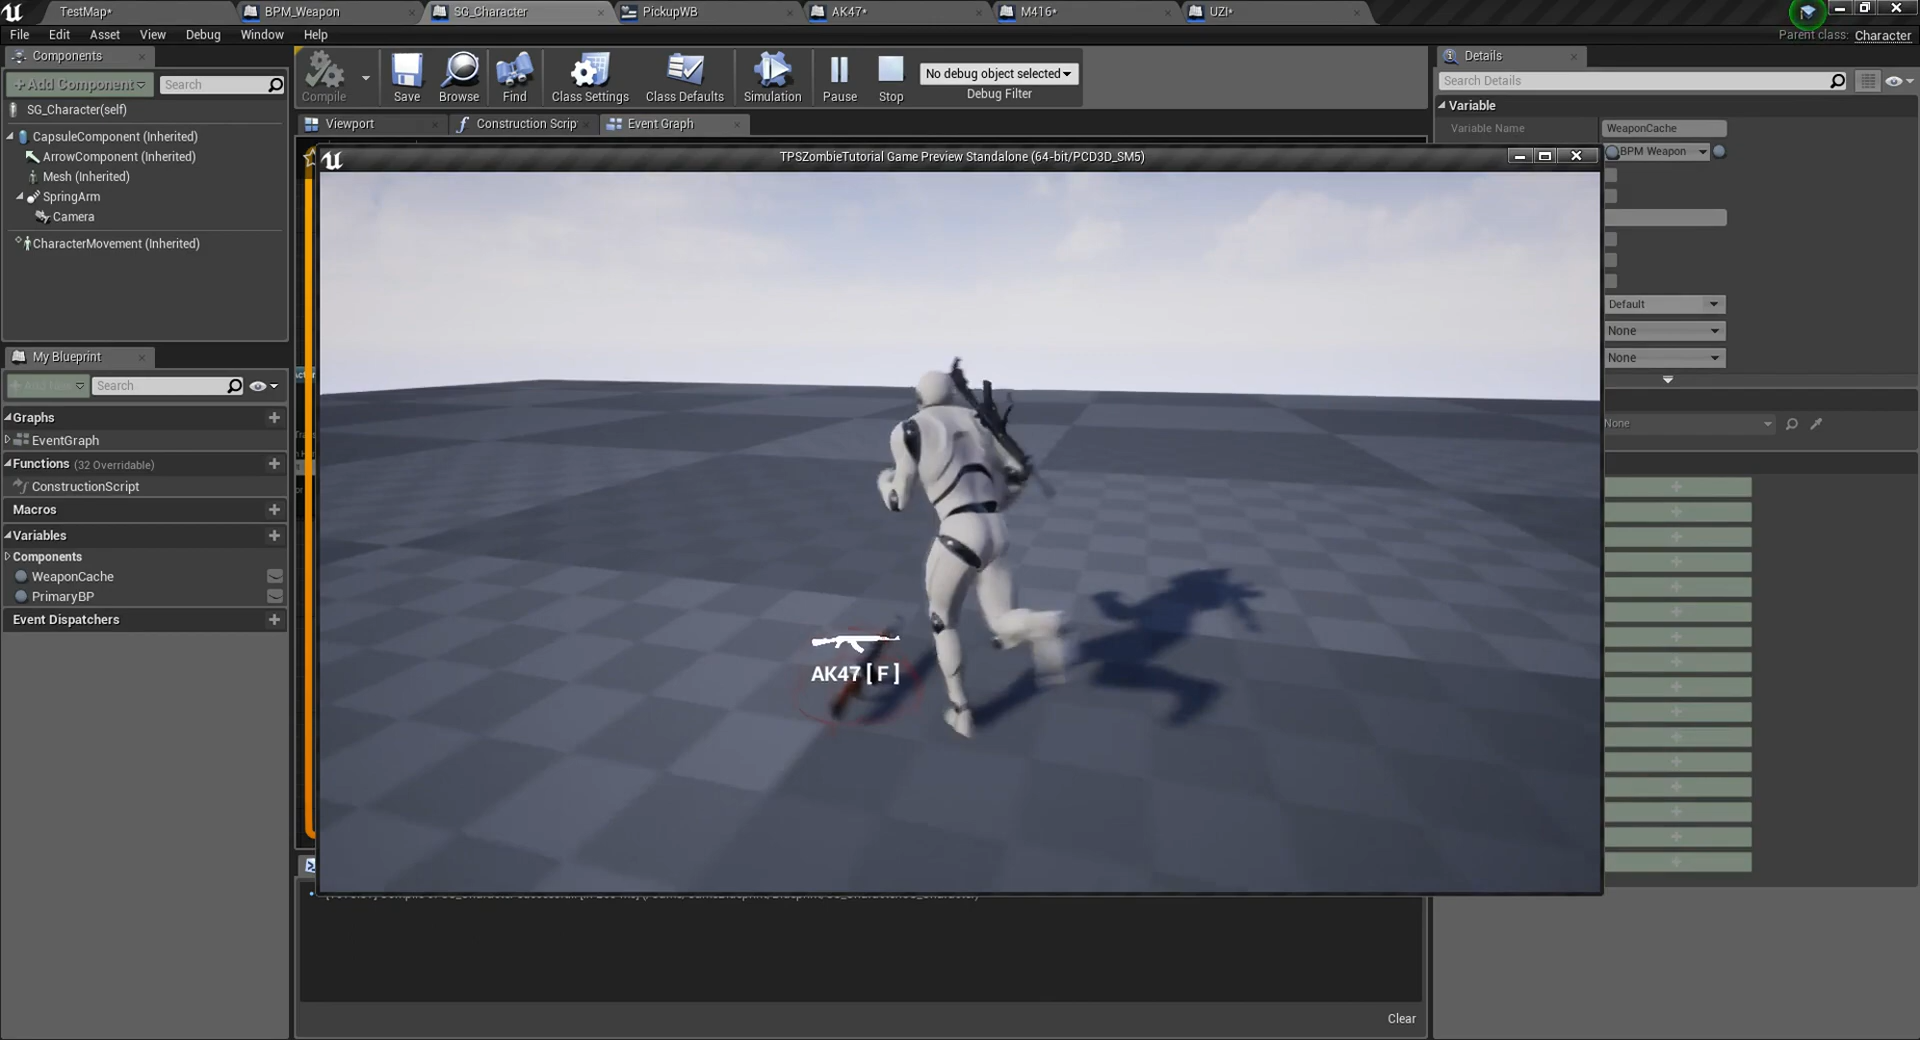 TestMap*
BPM_Weapon
SG_Character
PickupWB
AK47*
M416*
UZI*
File
Edit
Asset
View
Debug
Window
Help
Parent class: Character
Components
+Add Component
Search
SG_Character(self)
CapsuleComponent (Inherited)
ArrowComponent (Inherited)
Mesh (Inherited)
SpringArm
Camera
CharacterMovement (Inherited)
My Blueprint
Search
Graphs
EventGraph
Functions (32 Overridable)
ConstructionScript
Macros
Variables
Components
WeaponCache
PrimaryBP
Event Dispatchers
Compile
Save
Browse
Find
Class Settings
Class Defaults
Simulation
Pause
Stop
No debug object selected
Debug Filter
Viewport
Construction Scrip
Event Graph
TPSZombieTutorial Game Preview Standalone (64-bit/PCD3D_SM5)
AK47 [ F ]
Clear
Details
Search Details
Variable
Variable Name
WeaponCache
BPM Weapon
Default
None
None
None